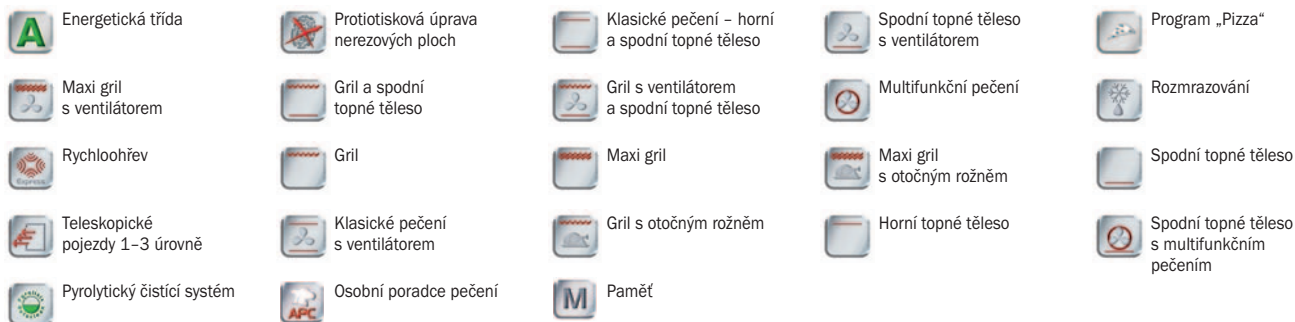 A
Energetická třída
Protiotisková úprava
nerezových ploch
Klasické pečení – horní
a spodní topné těleso
Spodní topné těleso
s ventilátorem
Program „Pizza“
Maxi gril
s ventilátorem
Gril a spodní
topné těleso
Gril s ventilátorem
a spodní topné těleso
Multifunkční pečení
Rozmrazování
Express
Rychloohřev
Gril
Maxi gril
Maxi gril
s otočným rožněm
Spodní topné těleso
Teleskopické
pojezdy 1–3 úrovně
Klasické pečení
s ventilátorem
Gril s otočným rožněm
Horní topné těleso
Spodní topné těleso
s multifunkčním
pečením
Pyrolytický čistící systém
APC
Osobní poradce pečení
M
Paměť